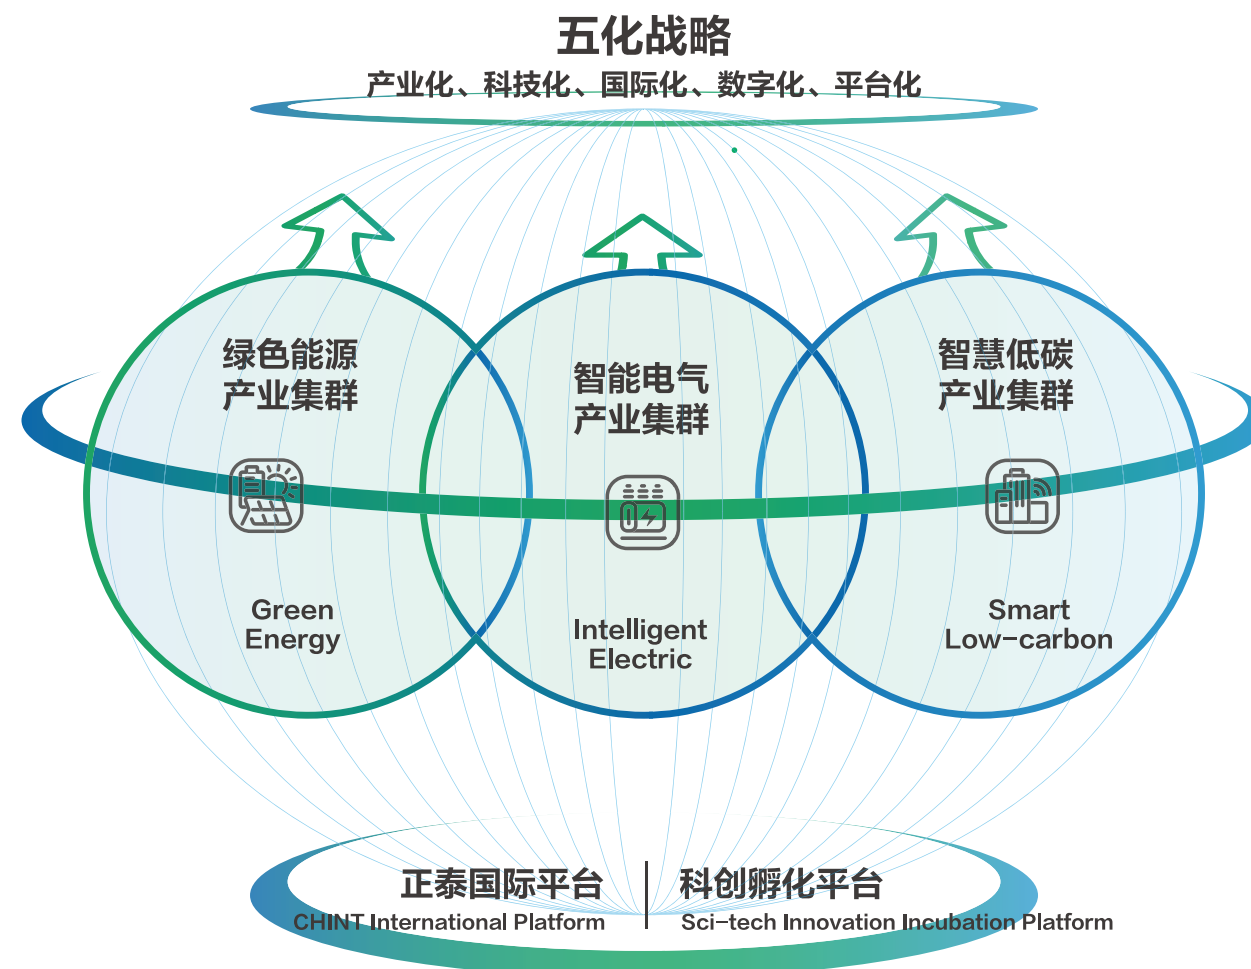 五化战略
产业化、科技化、国际化、数字化、平台化
绿色能源
产业集群
Green
Energy
智能电气
产业集群
Intelligent
Electric
智慧低碳
产业集群
Smart
Low-carbon
正泰国际平台
CHINT International Platform
科创孵化平台
Sci-tech Innovation Incubation Platform